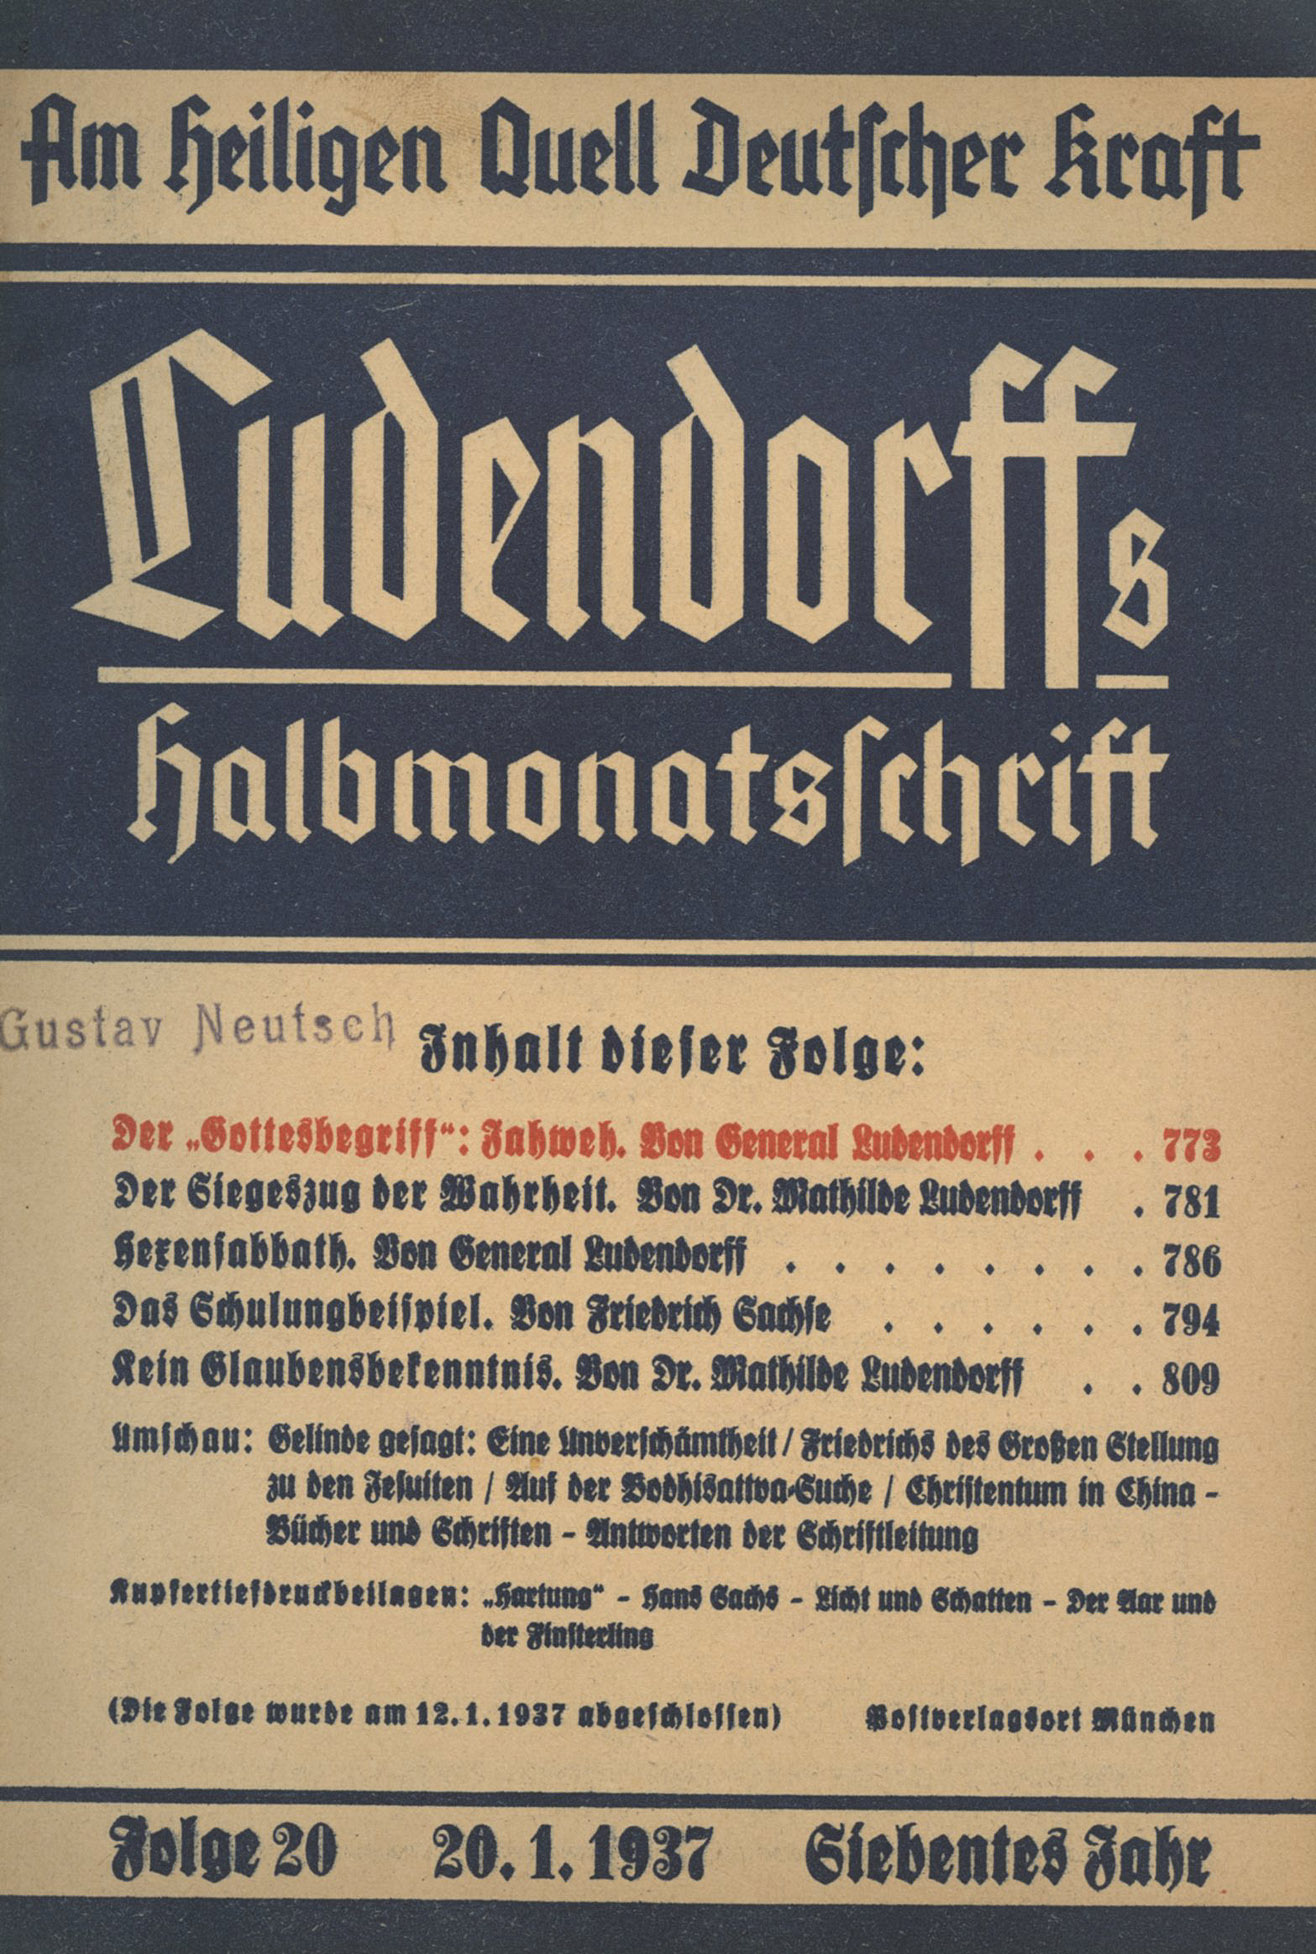 Am Heiligen Quell Deutscher Kraft
Ludendorffs
Halbmonatsschrift
Gustav Neutsch
Inhalt dieser Folge:
Der „Gottesbegriff“: Jahweh. Von General Ludendorff . . . 773
Der Siegeszug der Wahrheit. Von Dr. Mathilde Ludendorff . 781
Hexensabbath. Von General Ludendorff . . . . . . . . 786
Das Schulungbeispiel. Von Friedrich Sachse . . . . . . 794
Kein Glaubensbekenntnis. Von Dr. Mathilde Ludendorff . . 809
Umschau: Gelinde gesagt: Eine Unverschämtheit / Friedrichs des Großen Stellung
zu den Jesuiten / Auf der Bodhisattva-Suche / Christentum in China -
Bücher und Schriften - Antworten der Schriftleitung
Kupfertiefdruckbeilagen: „Hartung“ - Hans Sachs - Licht und Schatten - Der Aar und
der Finsterling
(Die Folge wurde am 12.1.1937 abgeschlossen) Postverlagsort München
Folge 20 20.1.1937 Siebentes Jahr